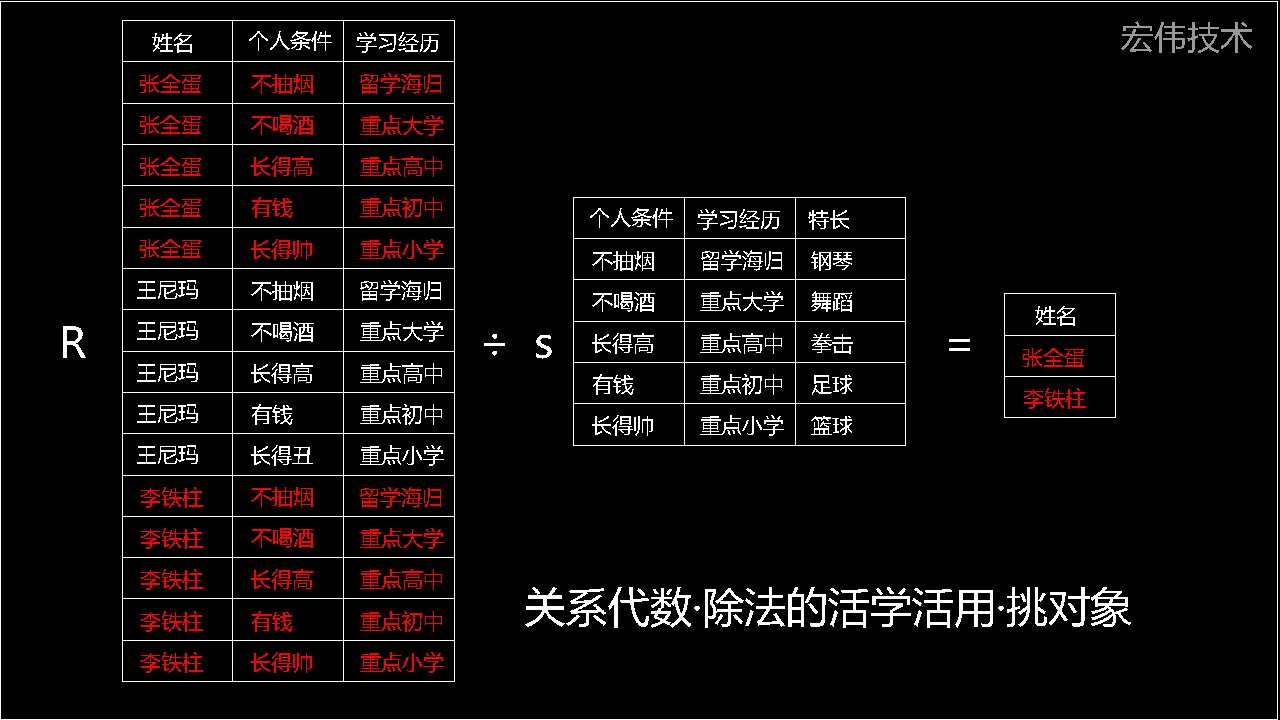 宏伟技术
姓名 个人条件 学习经历
张全蛋 不抽烟 留学海归
张全蛋 不喝酒 重点大学
张全蛋 长得高 重点高中
张全蛋 有钱 重点初中
张全蛋 长得帅 重点小学
王尼玛 不抽烟 留学海归
王尼玛 不喝酒 重点大学
王尼玛 长得高 重点高中
王尼玛 有钱 重点初中
王尼玛 长得丑 重点小学
李铁柱 不抽烟 留学海归
李铁柱 不喝酒 重点大学
李铁柱 长得高 重点高中
李铁柱 有钱 重点初中
李铁柱 长得帅 重点小学
R
÷
s
个人条件 学习经历 特长
不抽烟 留学海归 钢琴
不喝酒 重点大学 舞蹈
长得高 重点高中 拳击
有钱 重点初中 足球
长得帅 重点小学 篮球
=
姓名
张全蛋
李铁柱
关系代数·除法的活学活用·挑对象